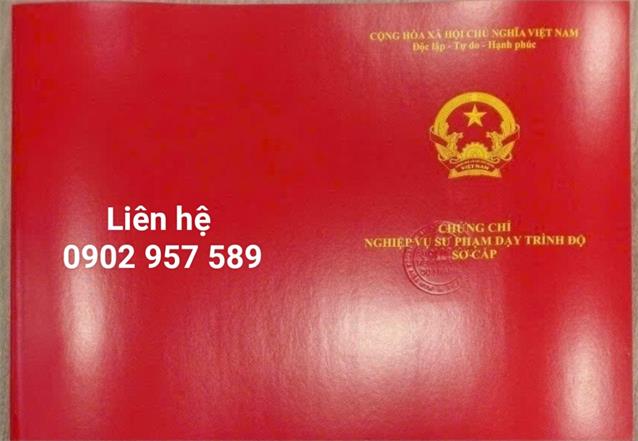 CỘNG HÒA XÃ HỘI CHỦ NGHĨA VIỆT NAM
Độc lập - Tự do - Hạnh phúc
VIỆT NAM
Liên hệ
0902 957 589
CHỨNG CHỈ
NGHIỆP VỤ SƯ PHẠM DẠY TRÌNH ĐỘ
SƠ CẤP